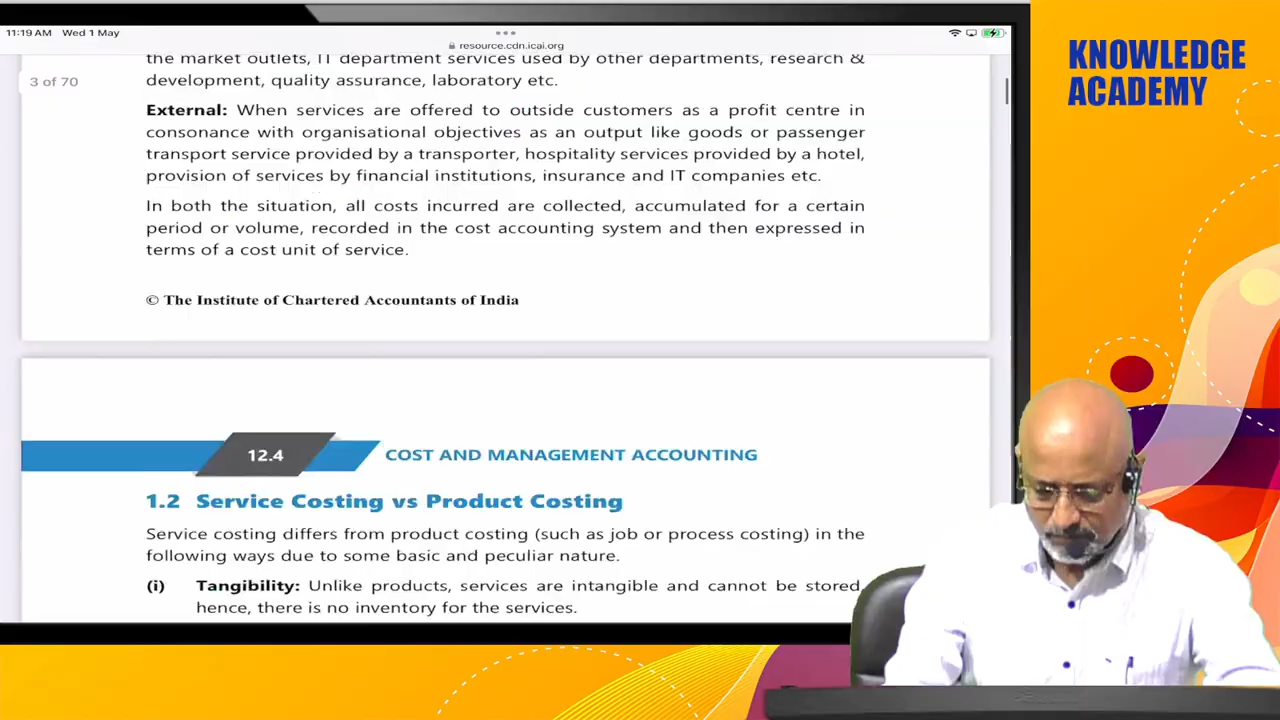 11:19 AM Wed 1 May
resource.cdn.icai.org
KNOWLEDGE
ACADEMY
3 of 70
the market outlets, IT department services used by other departments, research &
development, quality assurance, laboratory etc.
External: When services are offered to outside customers as a profit centre in
consonance with organisational objectives as an output like goods or passenger
transport service provided by a transporter, hospitality services provided by a hotel,
provision of services by financial institutions, insurance and IT companies etc.
In both the situation, all costs incurred are collected, accumulated for a certain
period or volume, recorded in the cost accounting system and then expressed in
terms of a cost unit of service.
© The Institute of Chartered Accountants of India
12.4
COST AND MANAGEMENT ACCOUNTING
1.2 Service Costing vs Product Costing
Service costing differs from product costing (such as job or process costing) in the
following ways due to some basic and peculiar nature.
(i) Tangibility: Unlike products, services are intangible and cannot be stored,
hence, there is no inventory for the services.